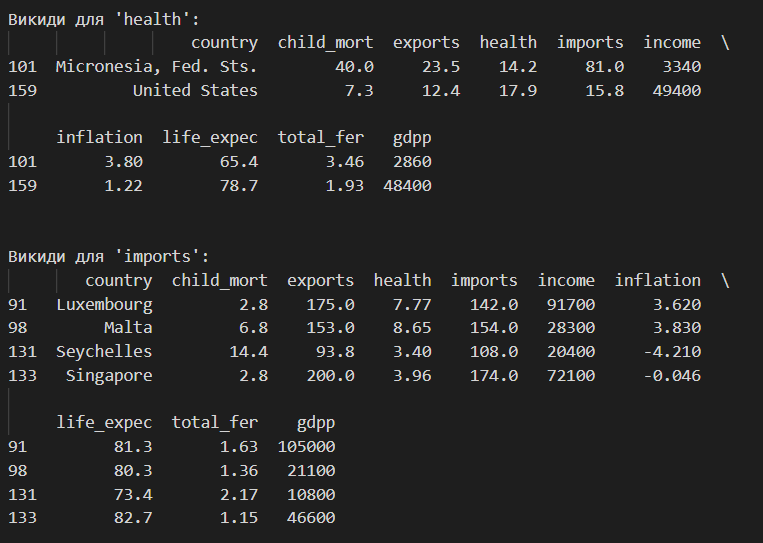 Викиди для 'health':
country child_mort exports health imports income \
101 Micronesia, Fed. Sts. 40.0 23.5 14.2 81.0 3340
159 United States 7.3 12.4 17.9 15.8 49400
inflation life_expec total_fer gdpp
101 3.80 65.4 3.46 2860
159 1.22 78.7 1.93 48400
Викиди для 'imports':
country child_mort exports health imports income inflation \
91 Luxembourg 2.8 175.0 7.77 142.0 91700 3.620
98 Malta 6.8 153.0 8.65 154.0 28300 3.830
131 Seychelles 14.4 93.8 3.40 108.0 20400 -4.210
133 Singapore 2.8 200.0 3.96 174.0 72100 -0.046
life_expec total_fer gdpp
91 81.3 1.63 105000
98 80.3 1.36 21100
131 73.4 2.17 10800
133 82.7 1.15 46600